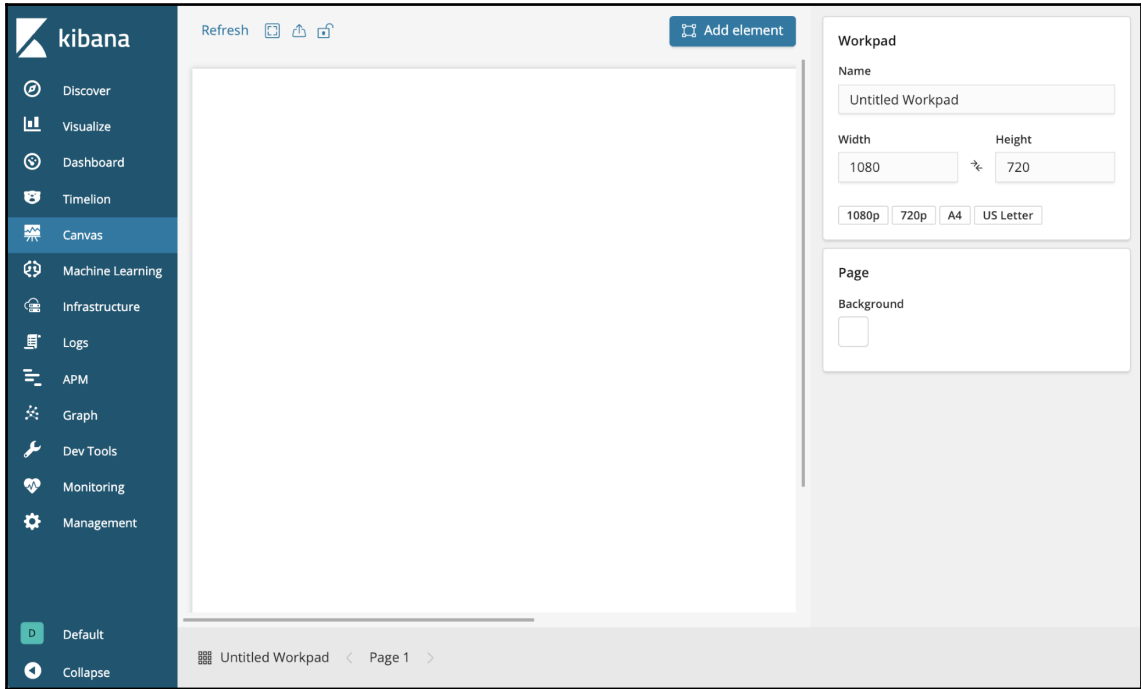 kibana
Discover
Visualize
Dashboard
Timelion
Canvas
Machine Learning
Infrastructure
Logs
APM
Graph
Dev Tools
Monitoring
Management
D Default
Collapse
Refresh
Add element
Untitled Workpad
Page 1
Workpad
Name
Untitled Workpad
Width Height
1080 720
1080p 720p A4 US Letter
Page
Background